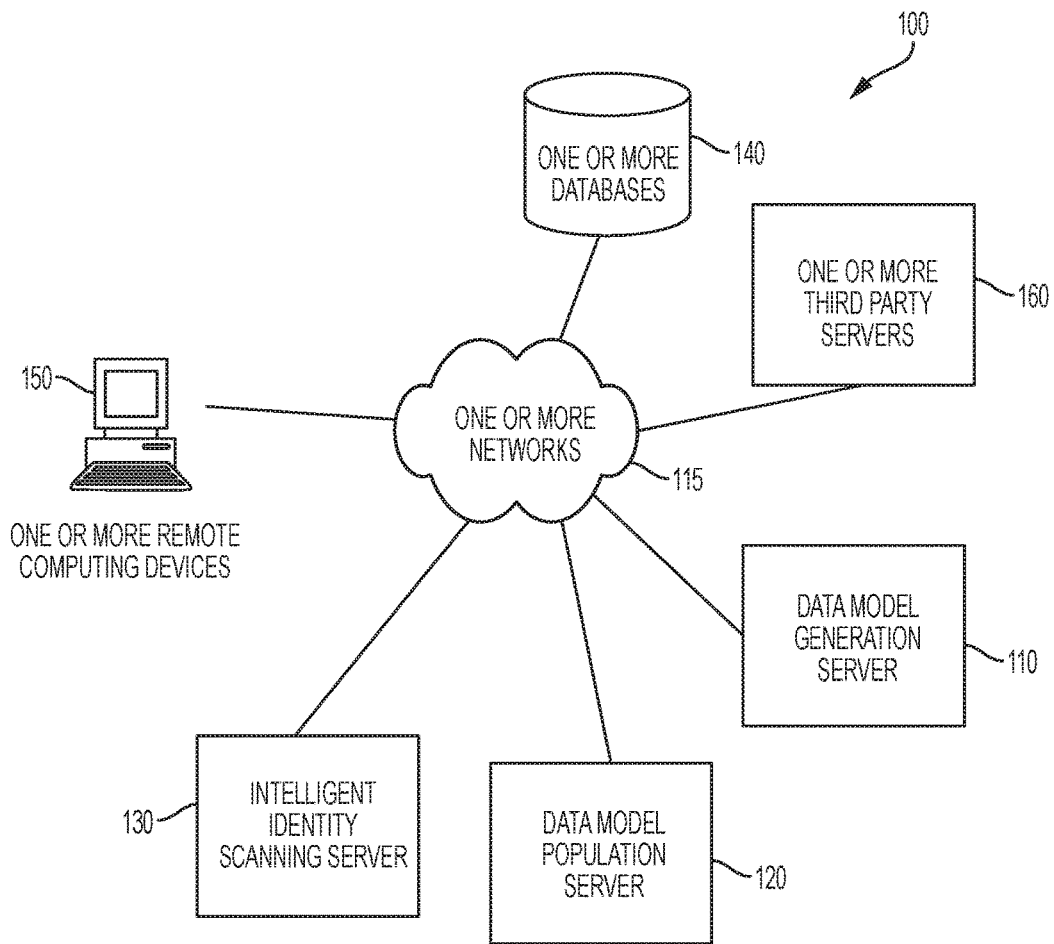 100
ONE OR MORE
DATABASES
140
ONE OR MORE
THIRD PARTY
SERVERS
160
150
ONE OR MORE
NETWORKS
115
ONE OR MORE REMOTE
COMPUTING DEVICES
DATA MODEL
GENERATION
SERVER
110
INTELLIGENT
IDENTITY
SCANNING SERVER
130
DATA MODEL
POPULATION
SERVER
120